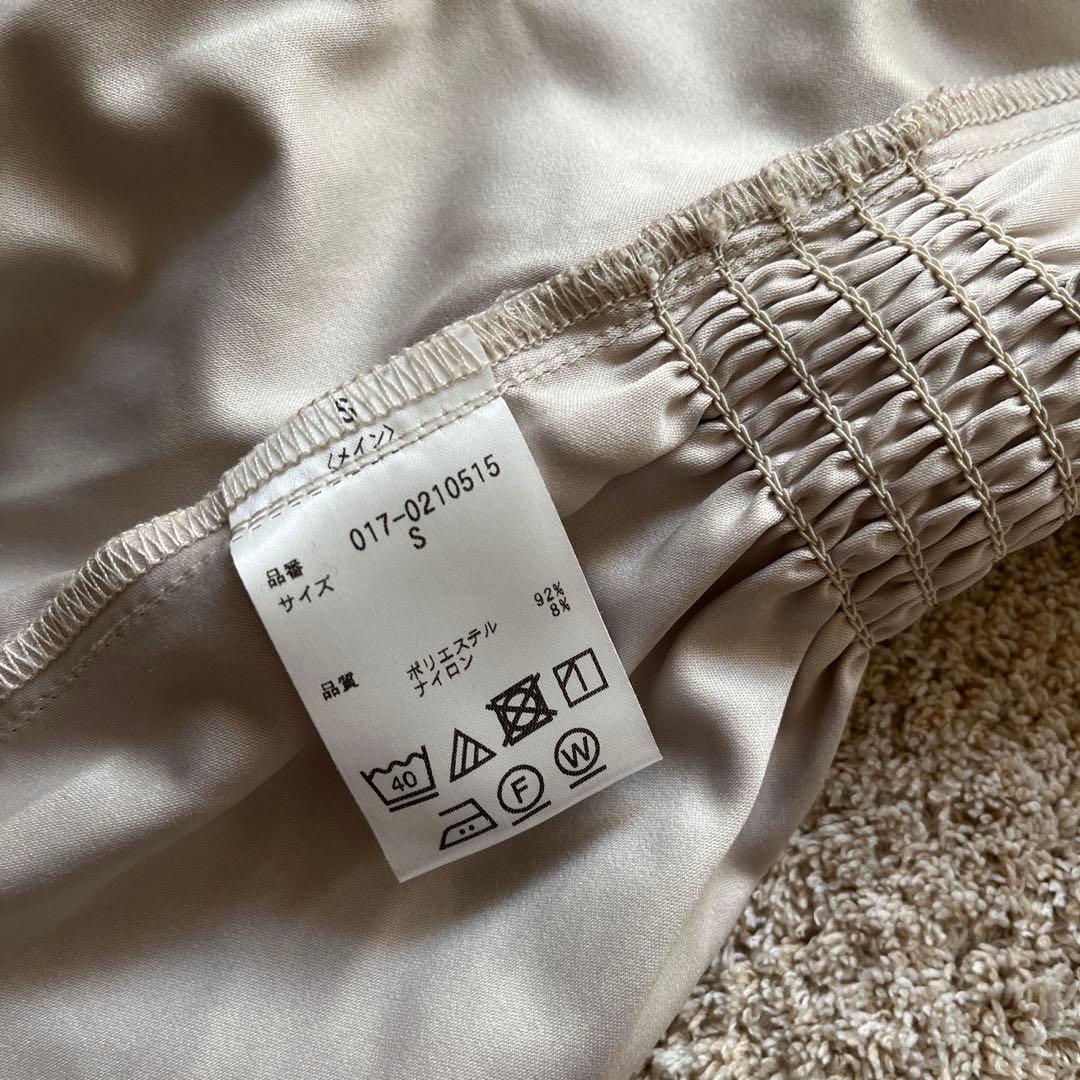 S
〈メイン〉
品番 017-0210515
サイズ S
品質 ポリエステル 92%
ナイロン 8%
40
F W